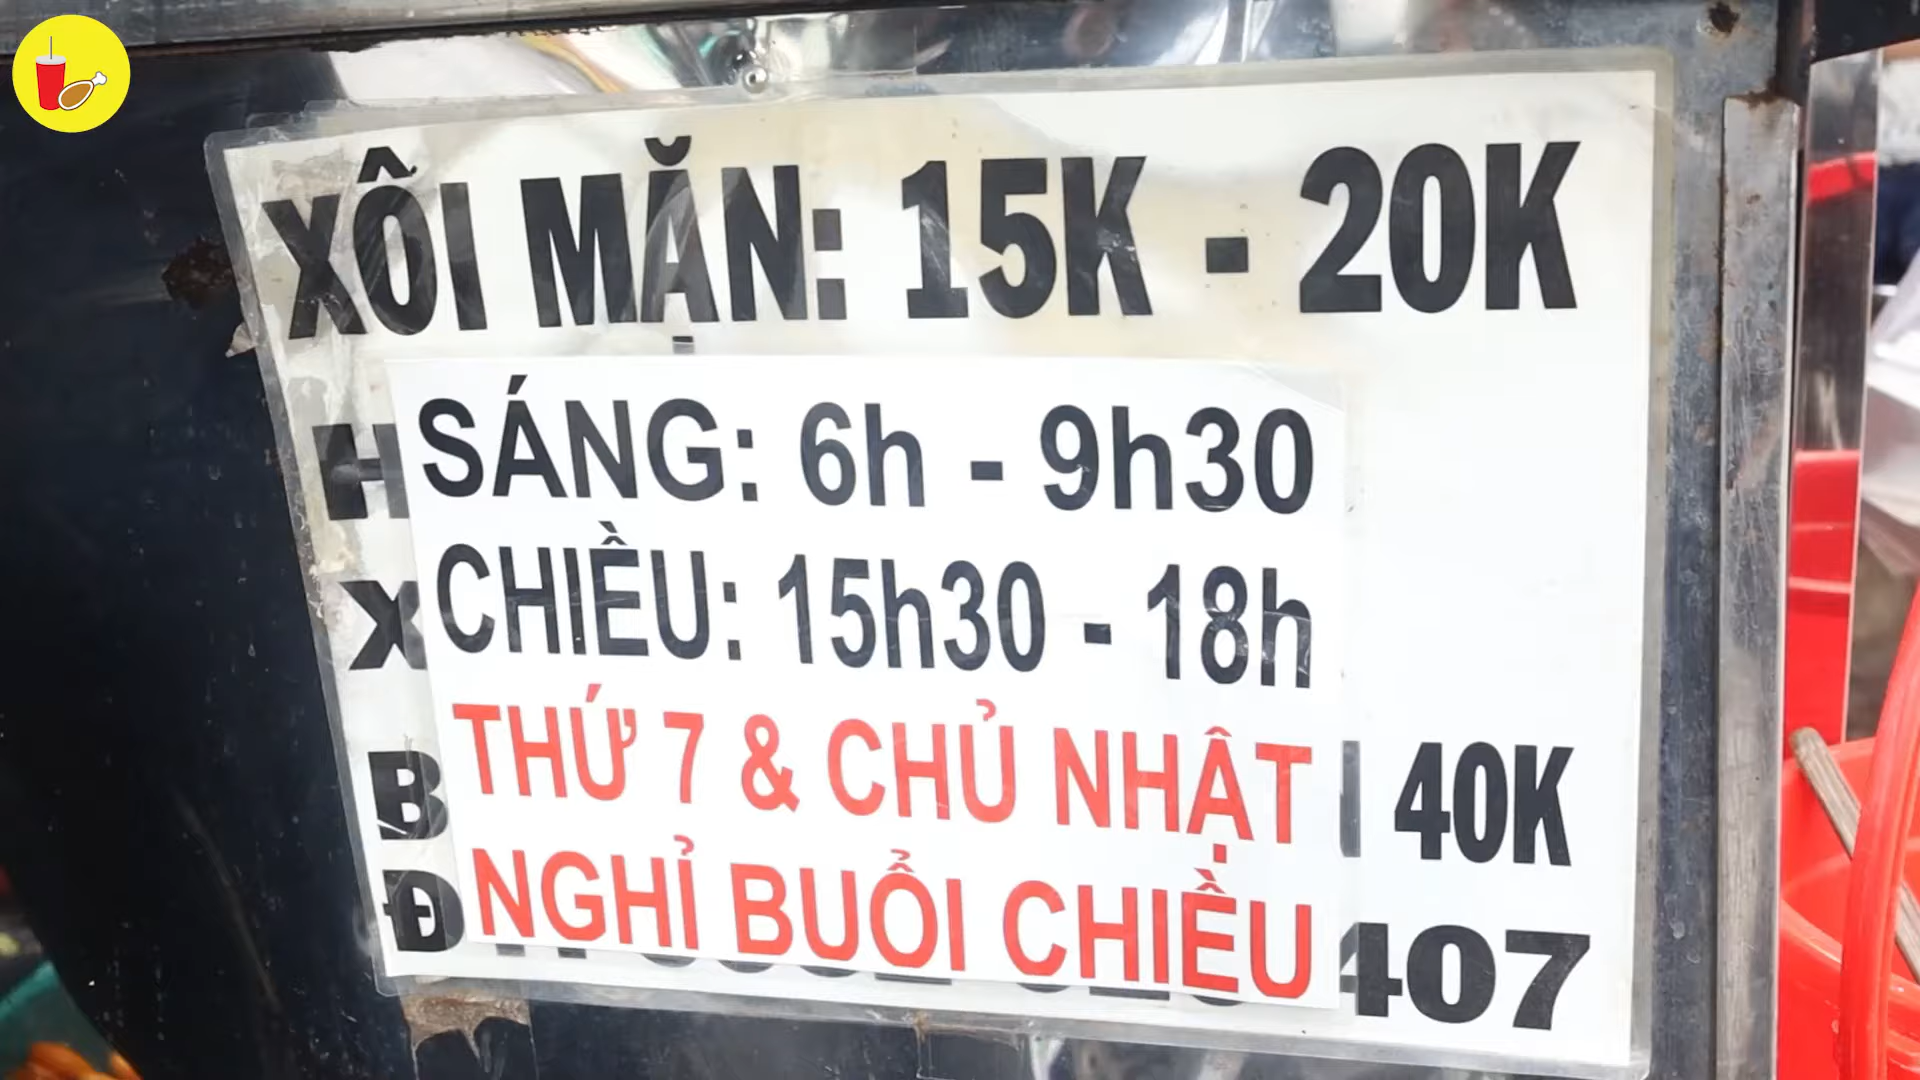 XÔI MẶN: 15K - 20K
SÁNG: 6h - 9h30
CHIỀU: 15h30 - 18h
THỨ 7 & CHỦ NHẬT
40K
NGHỈ BUỔI CHIỀU
407